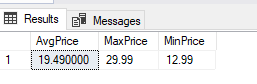 Results Messages
AvgPrice MaxPrice MinPrice
1 19.490000 29.99 12.99